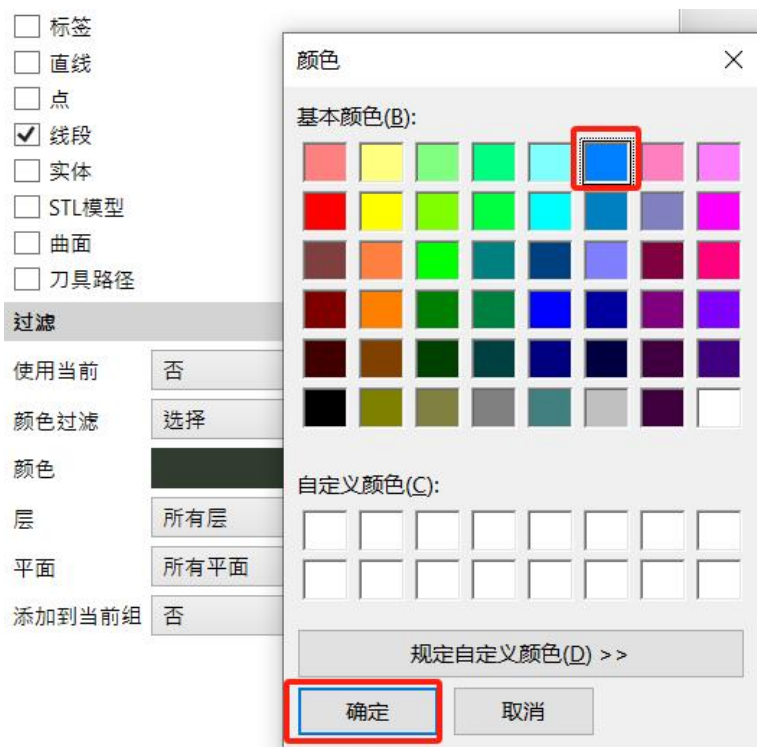 标签
直线
点
线段
实体
STL模型
曲面
刀具路径
过滤
使用当前 否
颜色过滤 选择
颜色
层 所有层
平面 所有平面
添加到当前组 否
颜色
基本颜色(B):
自定义颜色(C):
规定自定义颜色(D) >>
确定 取消